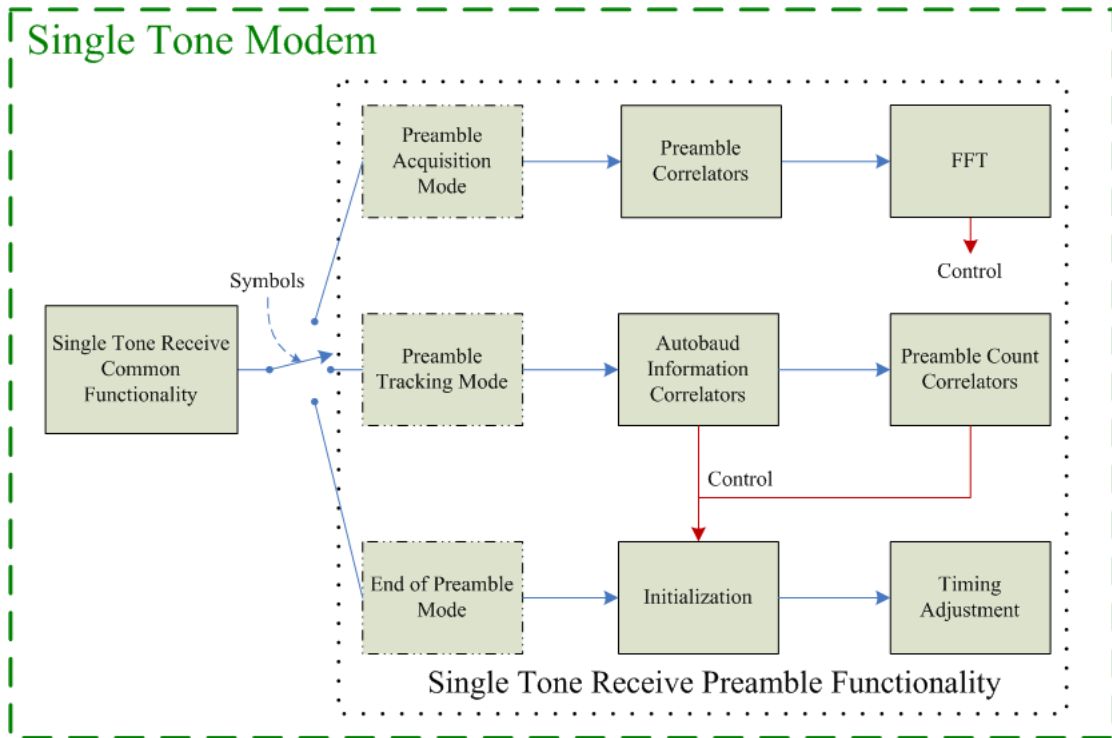 Single Tone Modem
Preamble
Acquisition
Mode
Preamble
Correlators
FFT
Control
Symbols
Single Tone Receive
Common
Functionality
Preamble
Tracking Mode
Autobaud
Information
Correlators
Preamble Count
Correlators
Control
End of Preamble
Mode
Initialization
Timing
Adjustment
Single Tone Receive Preamble Functionality